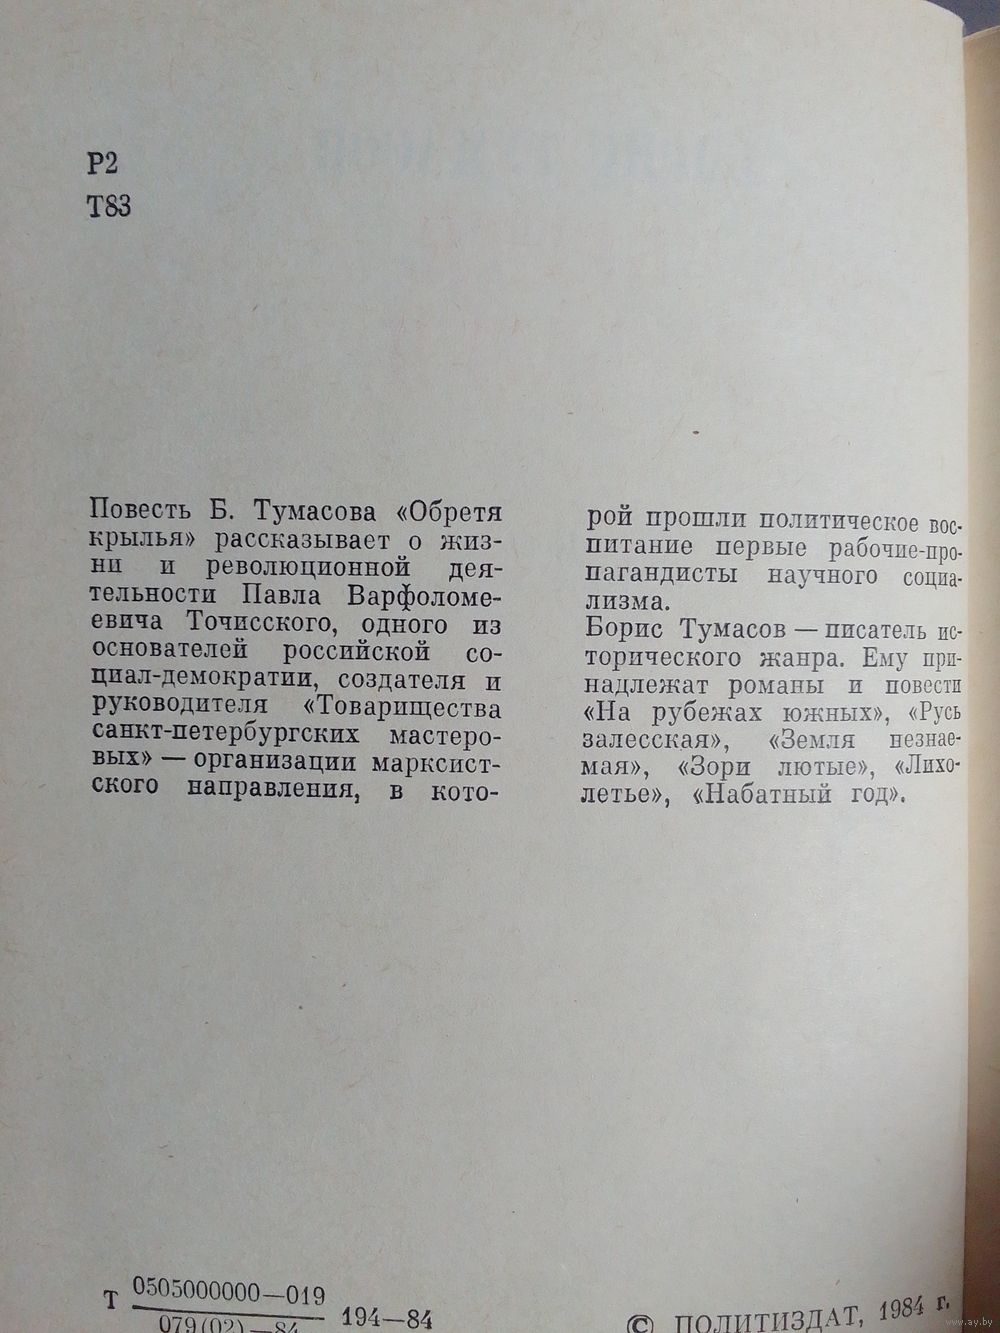 Р2
Т83
Повесть Б. Тумасова «Обретя
крылья» рассказывает о жиз-
ни и революционной дея-
тельности Павла Варфоломе-
евича Точисского, одного из
основателей российской со-
циал-демократии, создателя и
руководителя «Товарищества
санкт-петербургских мастеро-
вых» — организации марксист-
ского направления, в кото-
рой прошли политическое вос-
питание первые рабочие-про-
пагандисты научного социа-
лизма.
Борис Тумасов — писатель ис-
торического жанра. Ему при-
надлежат романы и повести
«На рубежах южных», «Русь
залесская», «Земля незнае-
мая», «Зори лютые», «Лихо-
летье», «Набатный год».
Т 0505000000—019
079(02)—84
194—84
© ПОЛИТИЗДАТ, 1984 г.
www.ay.by